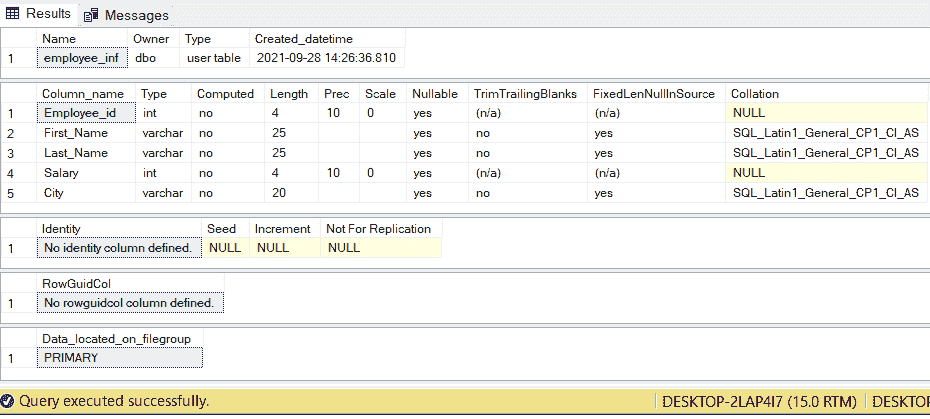 Results Messages
Name Owner Type Created_datetime
1 employee_inf dbo user table 2021-09-28 14:26:36.810
Column_name Type Computed Length Prec Scale Nullable TrimTrailingBlanks FixedLenNullInSource Collation
1 Employee_id int no 4 10 0 yes (n/a) (n/a) NULL
2 First_Name varchar no 25 yes no yes SQL_Latin1_General_CP1_CI_AS
3 Last_Name varchar no 25 yes no yes SQL_Latin1_General_CP1_CI_AS
4 Salary int no 4 10 0 yes (n/a) (n/a) NULL
5 City varchar no 20 yes no yes SQL_Latin1_General_CP1_CI_AS
Identity Seed Increment Not For Replication
1 No identity column defined. NULL NULL NULL
RowGuidCol
1 No rowguidcol column defined.
Data_located_on_filegroup
1 PRIMARY
Query executed successfully. DESKTOP-2LAP4I7 (15.0 RTM) DESKTOP